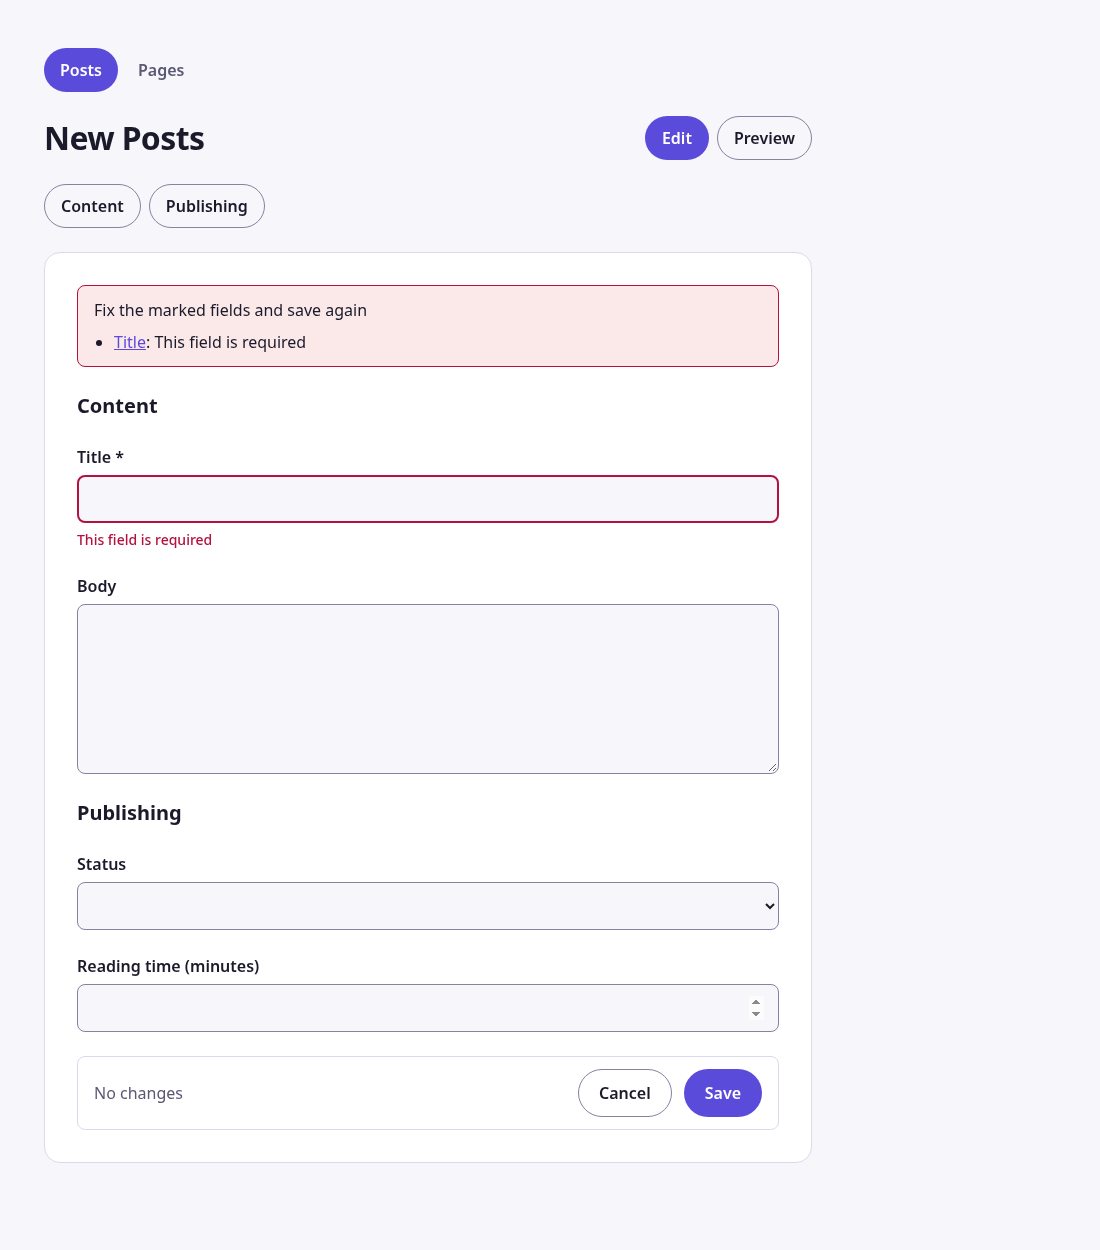 Posts
Pages
New Posts
Edit
Preview
Content
Publishing
Fix the marked fields and save again
Title: This field is required
Content
Title *
This field is required
Body
Publishing
Status
Reading time (minutes)
No changes
Cancel
Save